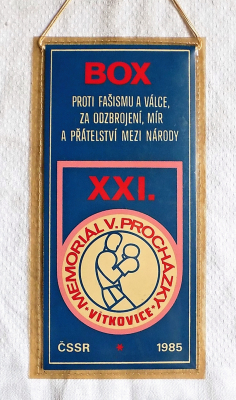 BOX
PROTI FAŠISMU A VÁLCE,
ZA ODZBROJENÍ, MÍR
A PŘÁTELSTVÍ MEZI NÁRODY
XXI.
MEMORIÁL V. PROCHÁZKY
VÍTKOVICE
ČSSR 1985